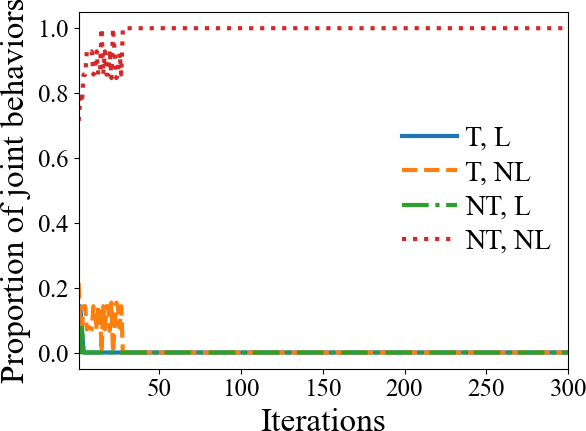 Proportion of joint behaviors
1.0
0.8
0.6
0.4
0.2
0.0
T, L
T, NL
NT, L
NT, NL
50
100
150
200
250
300
Iterations